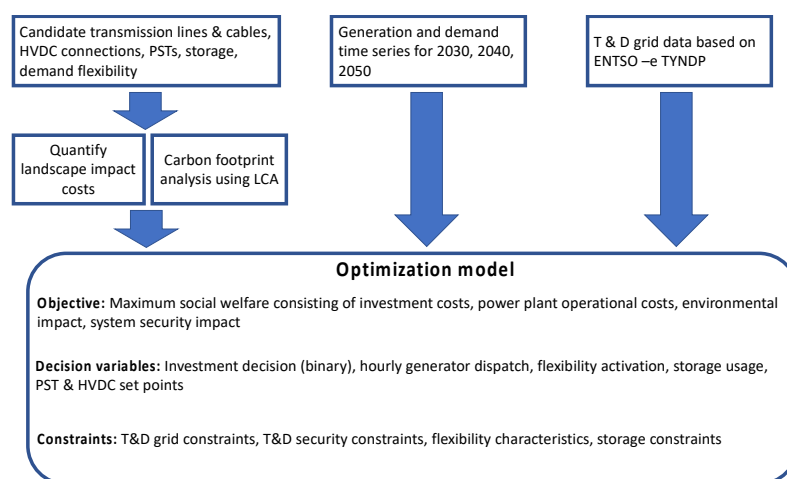 Candidate transmission lines & cables,
HVDC connections, PSTs, storage,
demand flexibility
Generation and demand
time series for 2030, 2040,
2050
T & D grid data based on
ENTSO –e TYNDP
Quantify
landscape impact
costs
Carbon footprint
analysis using LCA
Optimization model
Objective: Maximum social welfare consisting of investment costs, power plant operational costs, environmental
impact, system security impact
Decision variables: Investment decision (binary), hourly generator dispatch, flexibility activation, storage usage,
PST & HVDC set points
Constraints: T&D grid constraints, T&D security constraints, flexibility characteristics, storage constraints